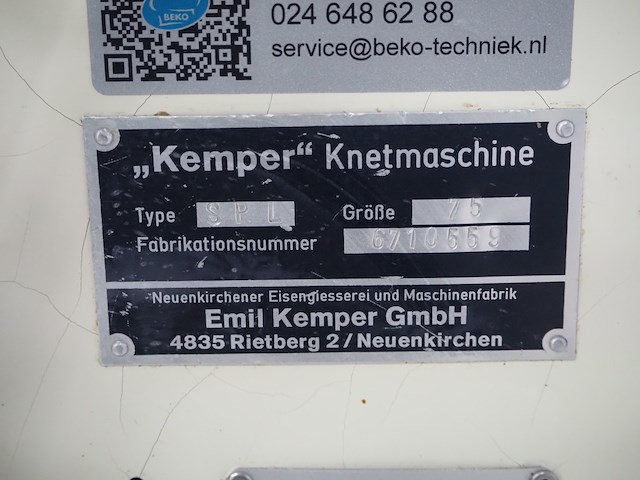 BEKO
024 648 62 88
service@beko-techniek.nl
„Kemper“ Knetmaschine
Type SPL Größe 75
Fabrikationsnummer 6710559
Neuenkirchener Eisengiesserei und Maschinenfabrik
Emil Kemper GmbH
4835 Rietberg 2/Neuenkirchen